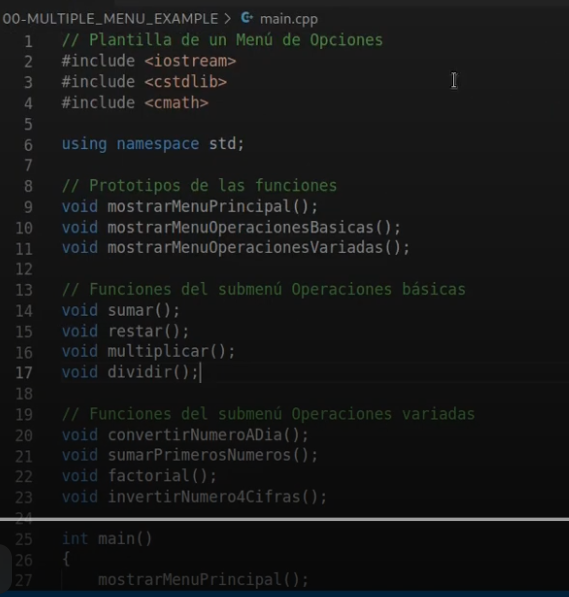 00-MULTIPLE_MENU_EXAMPLE > main.cpp
1 // Plantilla de un Menú de Opciones
2 #include <iostream>
3 #include <cstdlib>
4 #include <cmath>
5
6 using namespace std;
7
8 // Prototipos de las funciones
9 void mostrarMenuPrincipal();
10 void mostrarMenuOperacionesBasicas();
11 void mostrarMenuOperacionesVariadas();
12
13 // Funciones del submenú Operaciones básicas
14 void sumar();
15 void restar();
16 void multiplicar();
17 void dividir();
18
19 // Funciones del submenú Operaciones variadas
20 void convertirNumeroADia();
21 void sumarPrimerosNumeros();
22 void factorial();
23 void invertirNumero4Cifras();
24
25 int main()
26 {
27 mostrarMenuPrincipal();